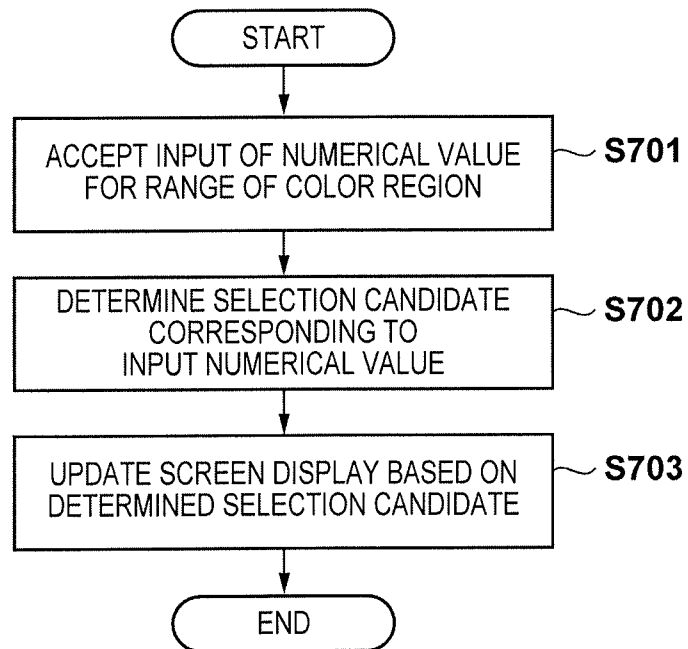 START
ACCEPT INPUT OF NUMERICAL VALUE
FOR RANGE OF COLOR REGION
S701
DETERMINE SELECTION CANDIDATE
CORRESPONDING TO
INPUT NUMERICAL VALUE
S702
UPDATE SCREEN DISPLAY BASED ON
DETERMINED SELECTION CANDIDATE
S703
END